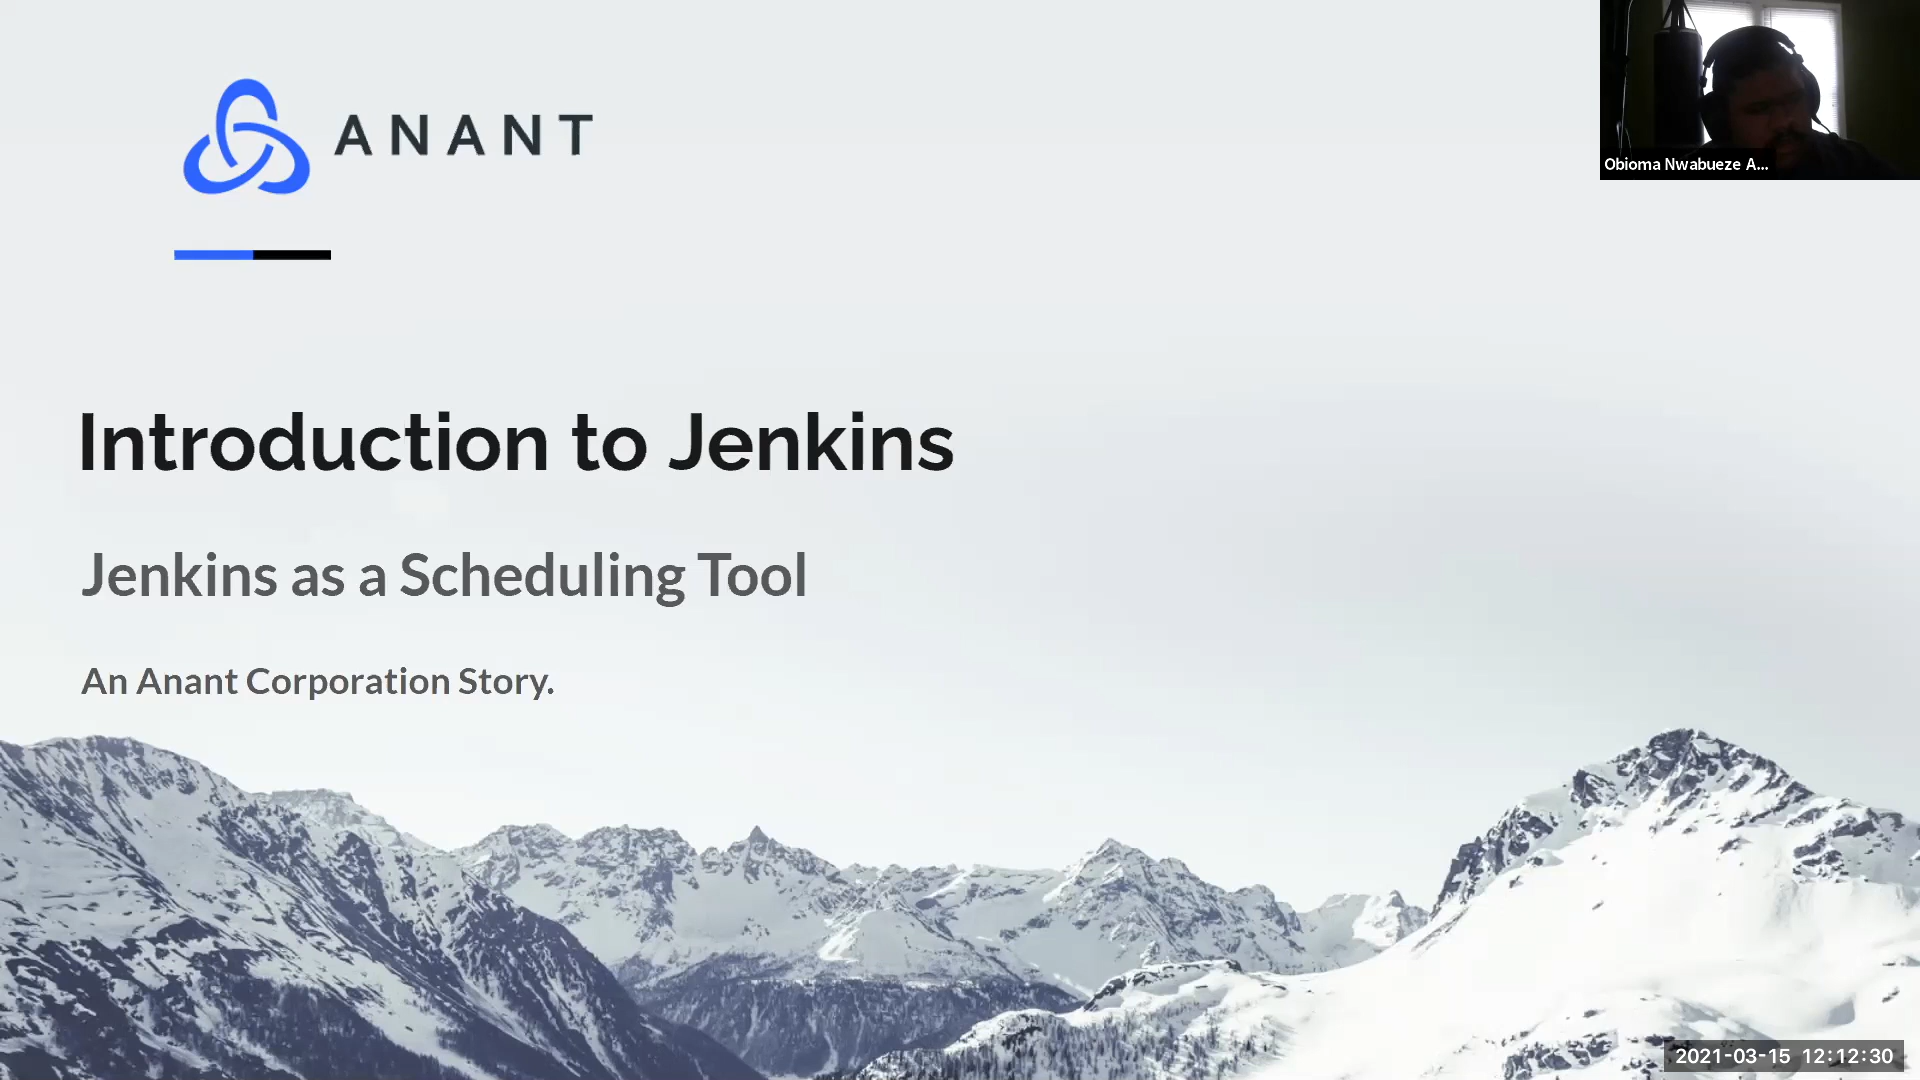 ANANT
Obioma Nwabueze A...
Introduction to Jenkins
Jenkins as a Scheduling Tool
An Anant Corporation Story.
2021-03-15 12:12:30